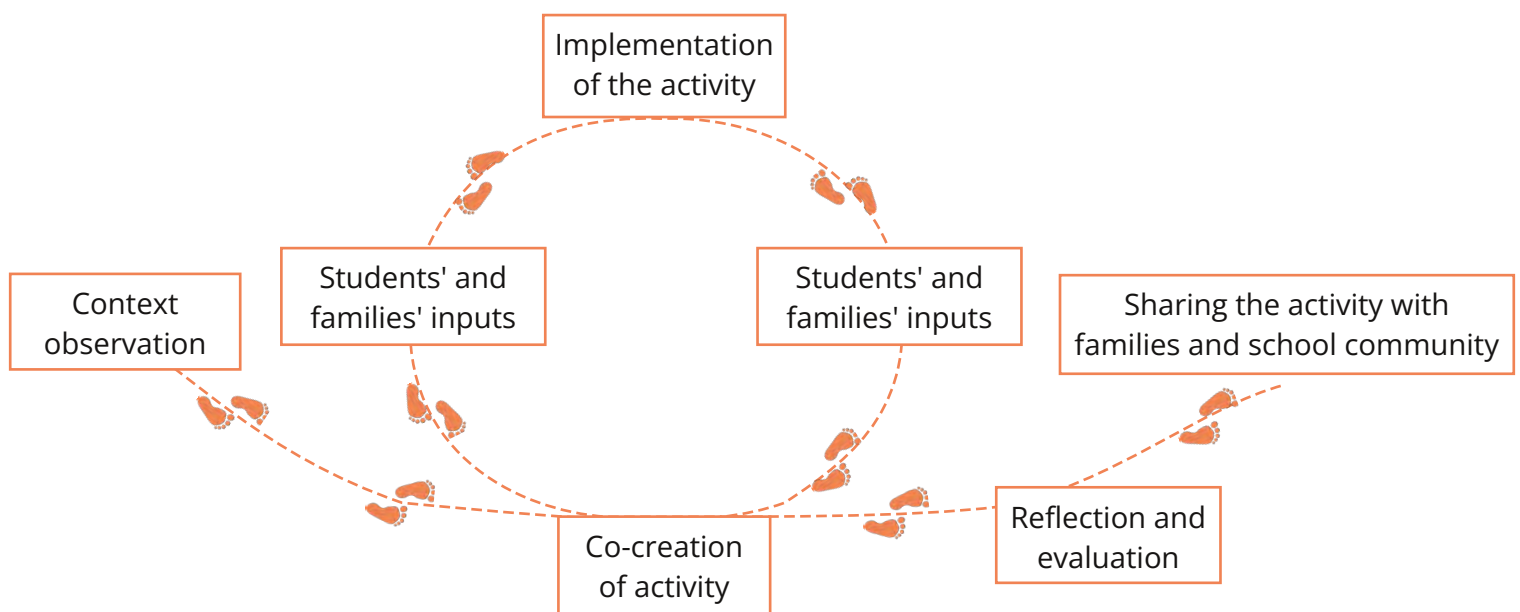 Implementation
of the activity
Students' and
families' inputs
Students' and
families' inputs
Context
observation
Sharing the activity with
families and school community
Co-creation
of activity
Reflection and
evaluation